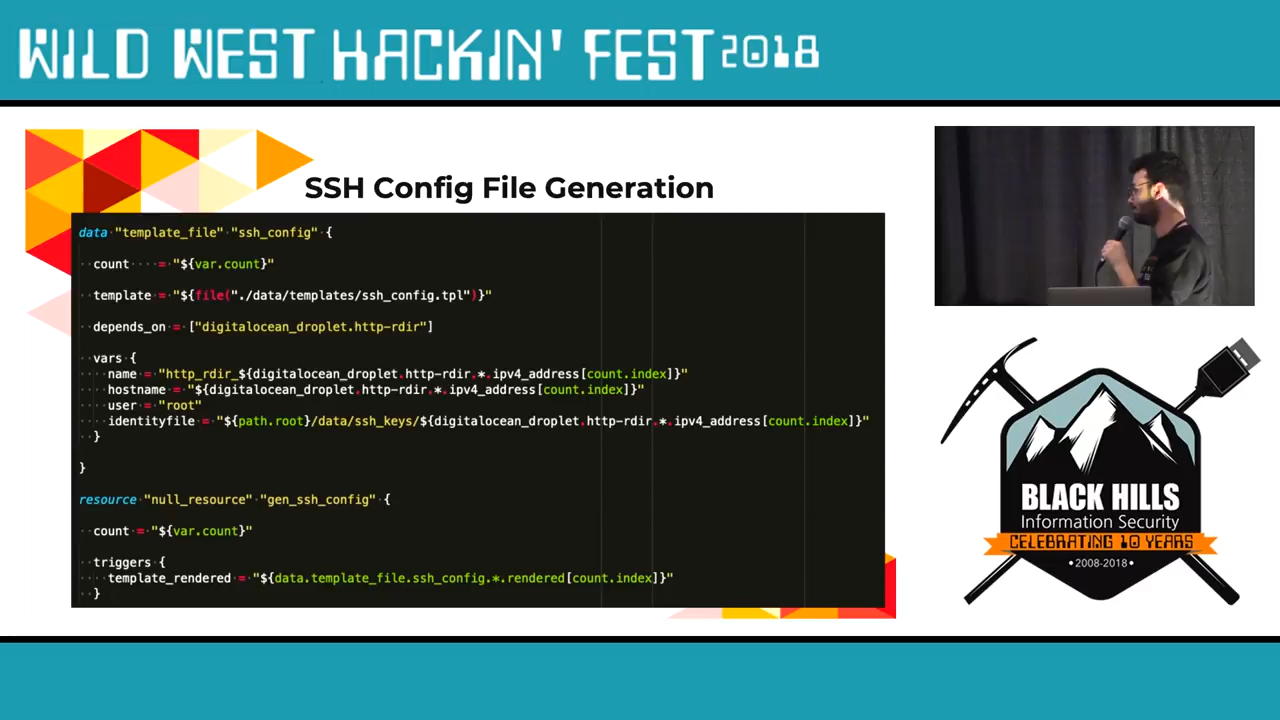 WILD WEST HACKIN' FEST 2018
SSH Config File Generation
data "template_file" "ssh_config" {
count = "${var.count}"
template = "${file("./data/templates/ssh_config.tpl")}"
depends_on = ["digitalocean_droplet.http-rdir"]
vars {
name = "http_rdir_${digitalocean_droplet.http-rdir.*.ipv4_address[count.index]}"
hostname = "${digitalocean_droplet.http-rdir.*.ipv4_address[count.index]}"
user = "root"
identityfile = "${path.root}/data/ssh_keys/${digitalocean_droplet.http-rdir.*.ipv4_address[count.index]}"
}
}
resource "null_resource" "gen_ssh_config" {
count = "${var.count}"
triggers {
template_rendered = "${data.template_file.ssh_config.*.rendered[count.index]}"
}
BLACK HILLS
Information Security
CELEBRATING 10 YEARS
•2008-2018•